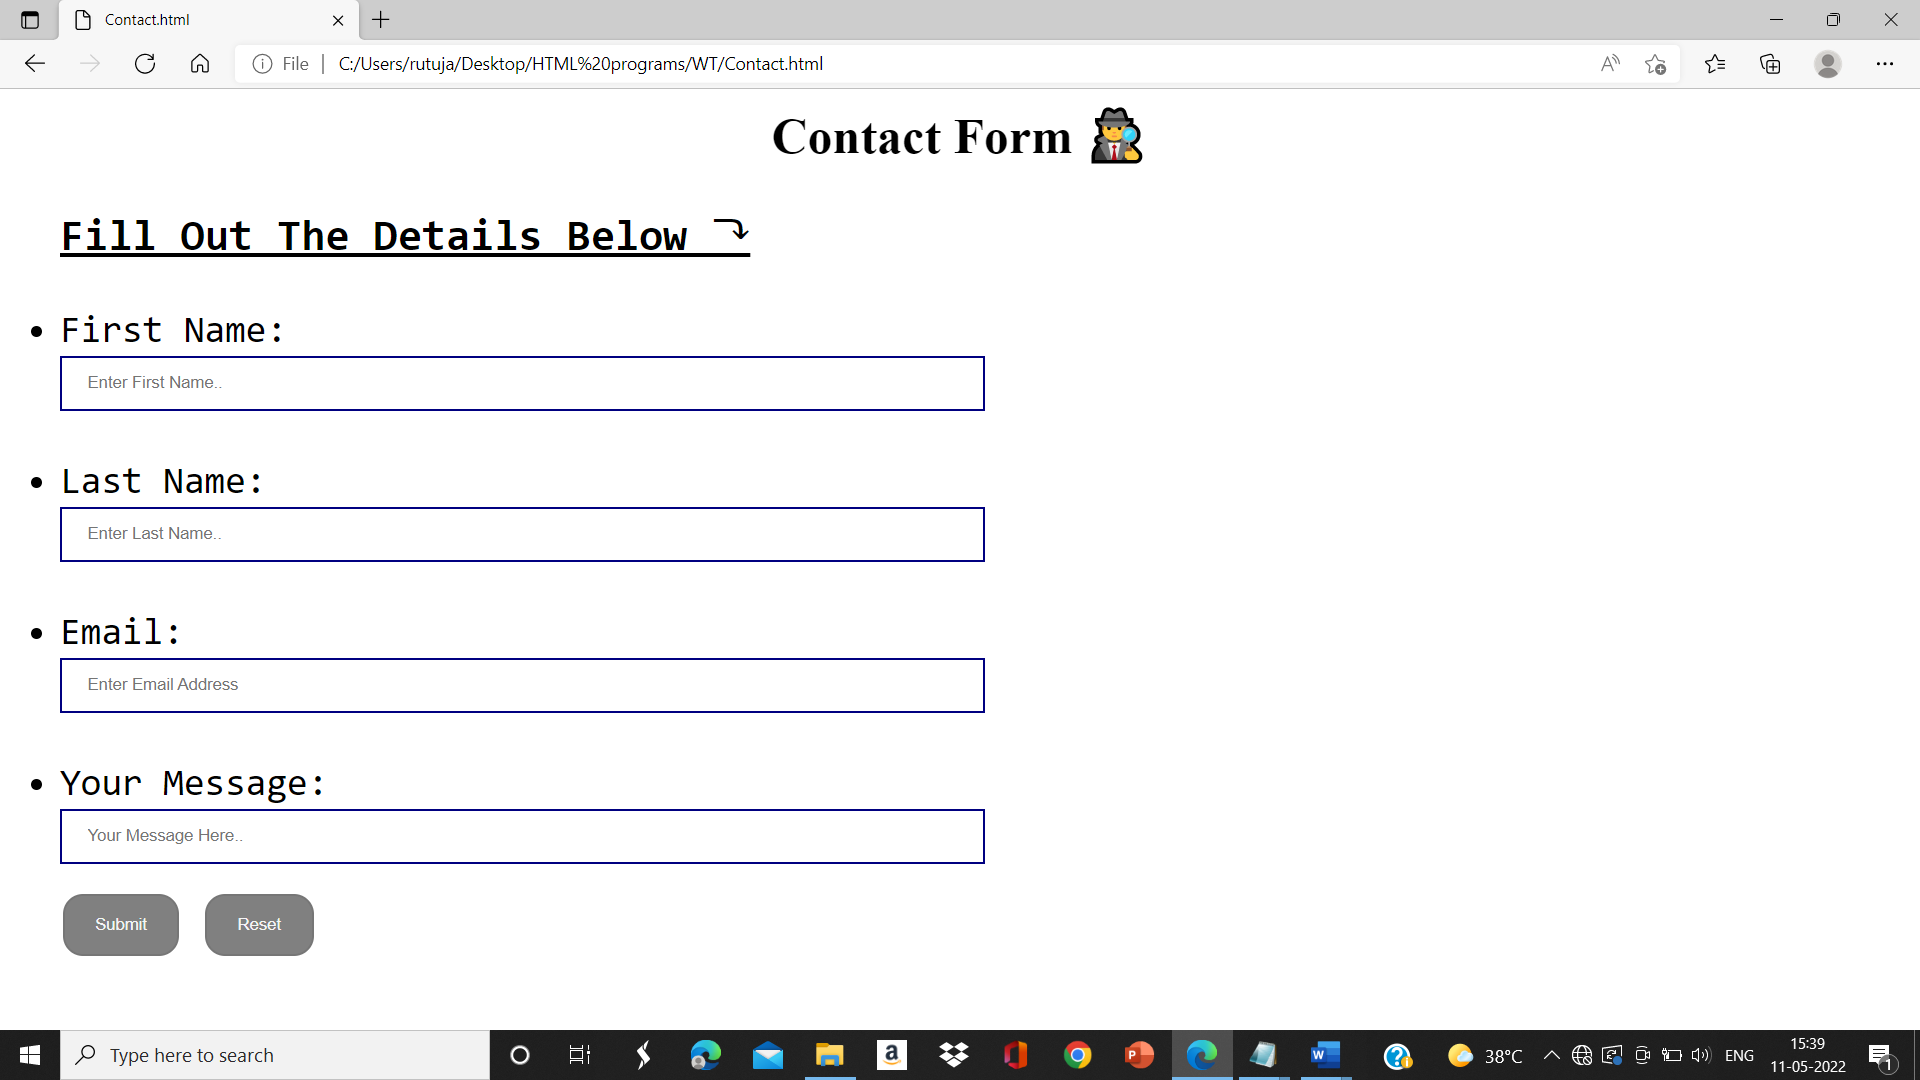 Contact.html
File
C:/Users/rutuja/Desktop/HTML%20programs/WT/Contact.html
Contact Form
Fill Out The Details Below ⤵
• First Name:
Enter First Name..
• Last Name:
Enter Last Name..
• Email:
Enter Email Address
• Your Message:
Your Message Here..
Submit Reset
Type here to search
38°C
ENG
15:39
11-05-2022
1